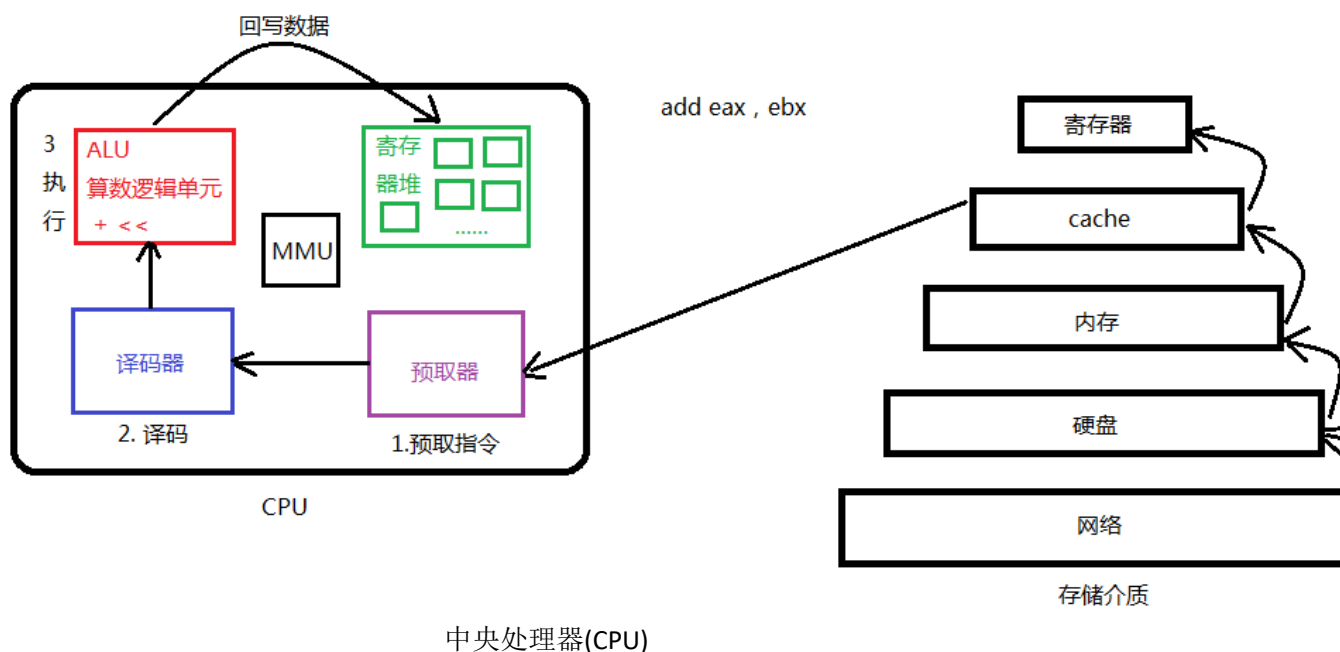 回写数据
3
执
行
ALU
算数逻辑单元
+ <<
MMU
寄存
器堆
......
译码器
2. 译码
预取器
1.预取指令
CPU
add eax , ebx
寄存器
cache
内存
硬盘
网络
存储介质
中央处理器(CPU)